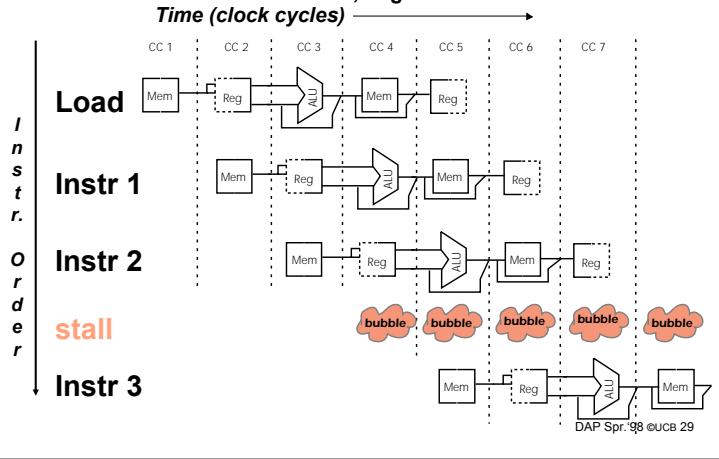 Time (clock cycles)
CC 1 CC 2 CC 3 CC 4 CC 5 CC 6 CC 7
Instr. Order
Load Mem Reg ALU Mem Reg
Instr 1 Mem Reg ALU Mem Reg
Instr 2 Mem Reg ALU Mem Reg
stall bubble bubble bubble bubble bubble
Instr 3 Mem Reg ALU Mem
DAP Spr.'98 ©UCB 29